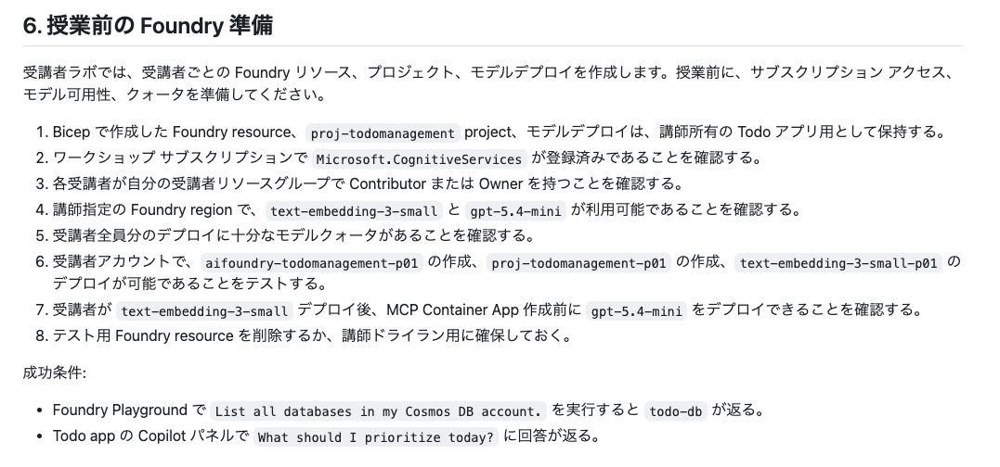 6. 授業前の Foundry 準備
受講者ラボでは、受講者ごとの Foundry リソース、プロジェクト、モデルデプロイを作成します。授業前に、サブスクリプション アクセス、
モデル可用性、クォータを準備してください。
1. Bicep で作成した Foundry resource、 proj-todomanagement project、モデルデプロイは、講師所有の Todo アプリ用として保持する。
2. ワークショップ サブスクリプションで Microsoft.CognitiveServices が登録済みであることを確認する。
3. 各受講者が自分の受講者リソースグループで Contributor または Owner を持つことを確認する。
4. 講師指定の Foundry region で、 text-embedding-3-small と gpt-5.4-mini が利用可能であることを確認する。
5. 受講者全員分のデプロイに十分なモデルクォータがあることを確認する。
6. 受講者アカウントで、 aifoundry-todomanagement-p01 の作成、 proj-todomanagement-p01 の作成、 text-embedding-3-small-p01 の
デプロイが可能であることをテストする。
7. 受講者が text-embedding-3-small デプロイ後、MCP Container App 作成前に gpt-5.4-mini をデプロイできることを確認する。
8. テスト用 Foundry resource を削除するか、講師ドライラン用に確保しておく。
成功条件:
• Foundry Playground で List all databases in my Cosmos DB account. を実行すると todo-db が返る。
• Todo app の Copilot パネルで What should I prioritize today? に回答が返る。